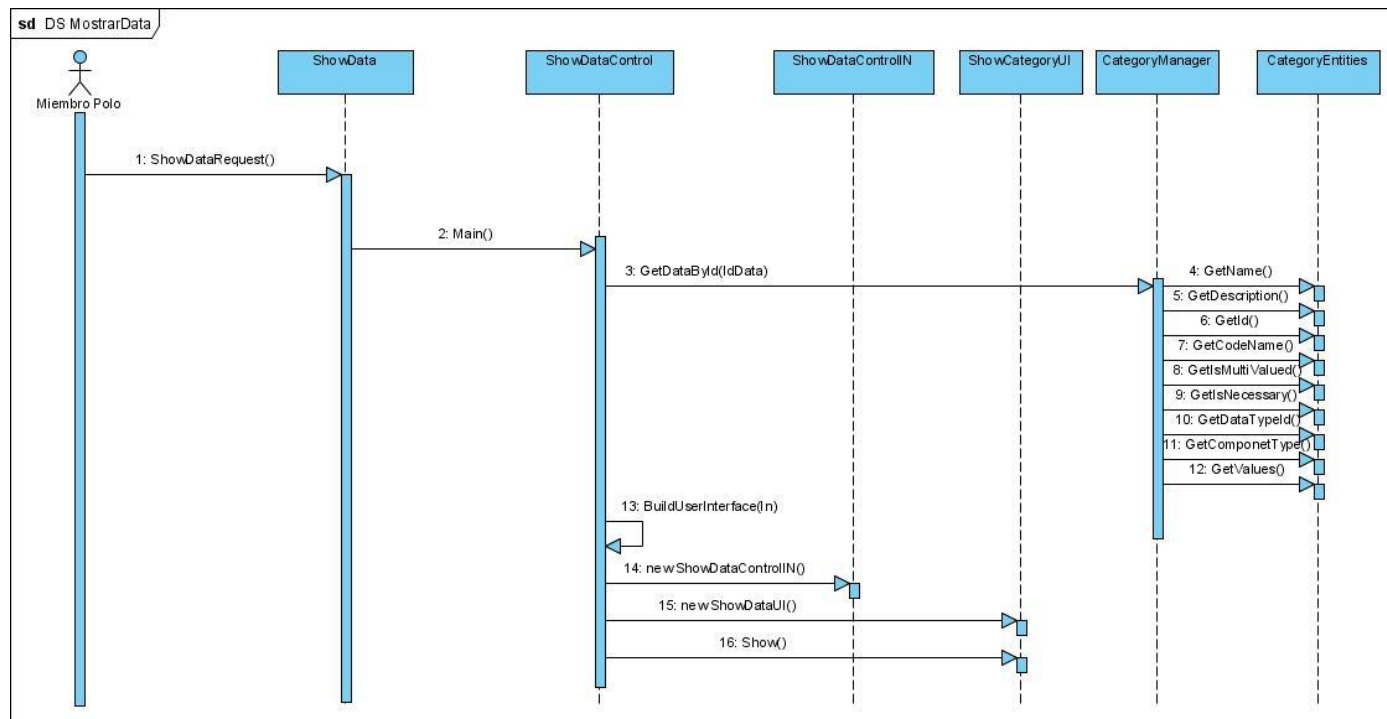 sd DS MostrarData
Miembro Polo
ShowData
ShowDataControl
ShowDataControlIN
ShowCategoryUI
CategoryManager
CategoryEntities
1: ShowDataRequest()
2: Main()
3: GetDataById(IdData)
4: GetName()
5: GetDescription()
6: GetId()
7: GetCodeName()
8: GetIsMultiValued()
9: GetIsNecessary()
10: GetDataTypeId()
11: GetComponetType()
12: GetValues()
13: BuildUserInterface(In)
14: newShowDataControlIN()
15: newShowDataUI()
16: Show()